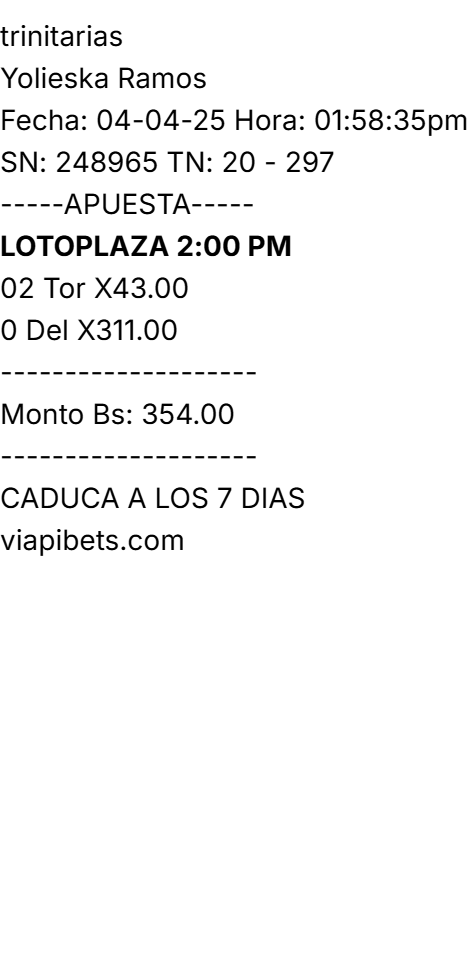 trinitarias
Yolieska Ramos
Fecha: 04-04-25 Hora: 01:58:35pm
SN: 248965 TN: 20 - 297
-----APUESTA-----
LOTOPLAZA 2:00 PM
02 Tor X43.00
0 Del X311.00
--------------------
Monto Bs: 354.00
--------------------
CADUCA A LOS 7 DIAS
viapibets.com